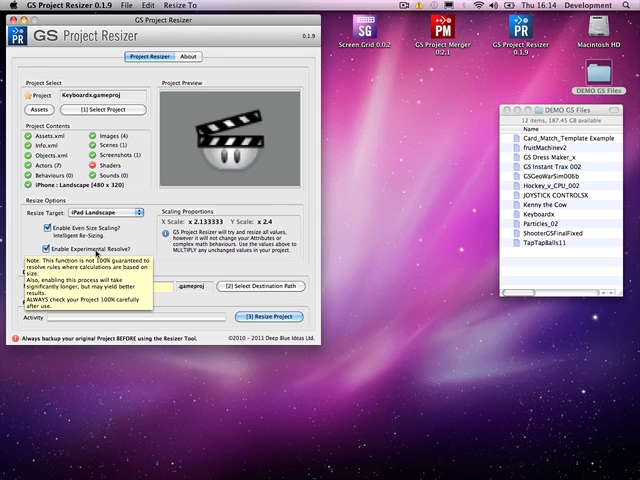 GS Project Resizer 0.1.9 File Edit Resize To
Thu 16:14 Development
GS Project Resizer
PR GS Project Resizer 0.1.9
Project Resizer About
Project Select
Project Keyboardx.gameproj
Assets [1] Select Project
Project Contents
Assets.xml Images (4)
Info.xml Scenes (1)
Objects.xml Screenshots (1)
Actors (7) Shaders
Behaviours (0) Sounds (0)
iPhone : Landscape [480 x 320]
Project Preview
Resize Options
Resize Target: iPad Landscape
Enable Even Size Scaling?
Intelligent Re-Sizing.
Enable Experimental Resolve?
Scaling Proportions
X Scale: x 2.133333 Y Scale: x 2.4
GS Project Resizer will try and resize all values,
however it will not change your Attributes or
complex math behaviours. Use the values above to
MULTIPLY any unchanged values in your project.
Note: This function is not 100% guaranteed to
resolve rules where calculations are based on
size.
Also, enabling this process will take
significantly longer, but may yield better
results.
ALWAYS check your Project 100% carefully
after use.
.gameproj [2] Select Destination Path
Activity [3] Resize Project
Always backup your original Project BEFORE using the Resizer Tool. ©2010 - 2011 Deep Blue Ideas Ltd.
SG
Screen Grid 0.0.2
PM
GS Project Merger
0.2.1
PR
GS Project Resizer
0.1.9
Macintosh HD
DEMO GS Files
DEMO GS Files
12 items, 187.45 GB available
Name
Card_Match_Template Example
fruitMachinev2
GS Dress Maker_x
GS Instant Trax 002
GSGeoWarSim006b
Hockey_v_CPU_002
JOYSTICK CONTROLSX
Kenny the Cow
Keyboardx
Particles_02
ShooterGSFinalFixed
TapTapBalls11